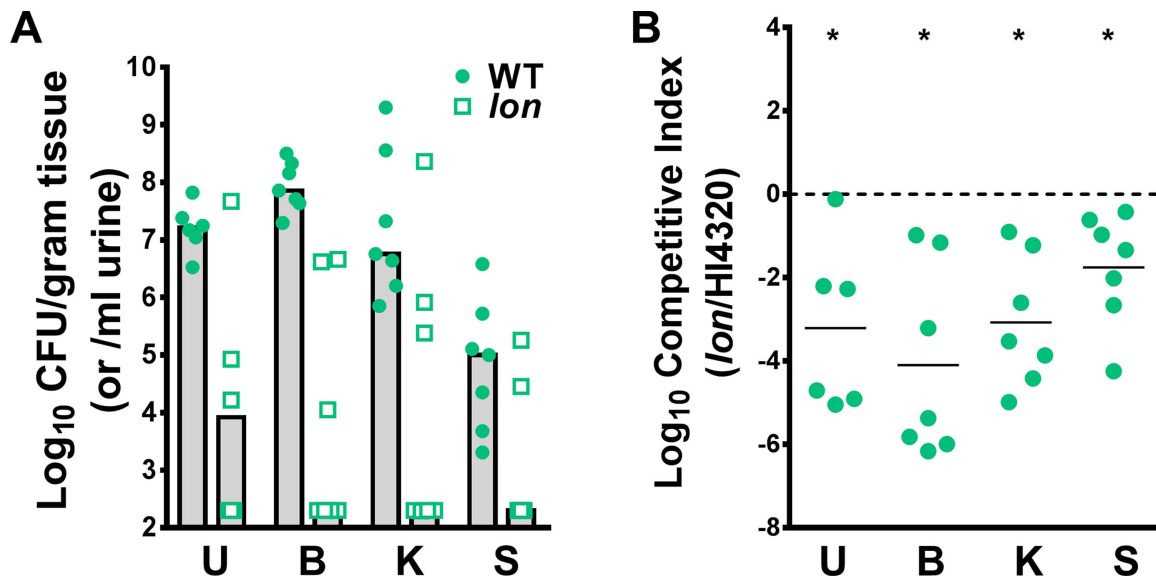 A
Log10 CFU/gram tissue
(or /ml urine)
10
9
8
7
6
5
4
3
2
WT
lon
U B K S
B
Log10 Competitive Index
(lon/HI4320)
4
2
0
-2
-4
-6
-8
* * * *
U B K S